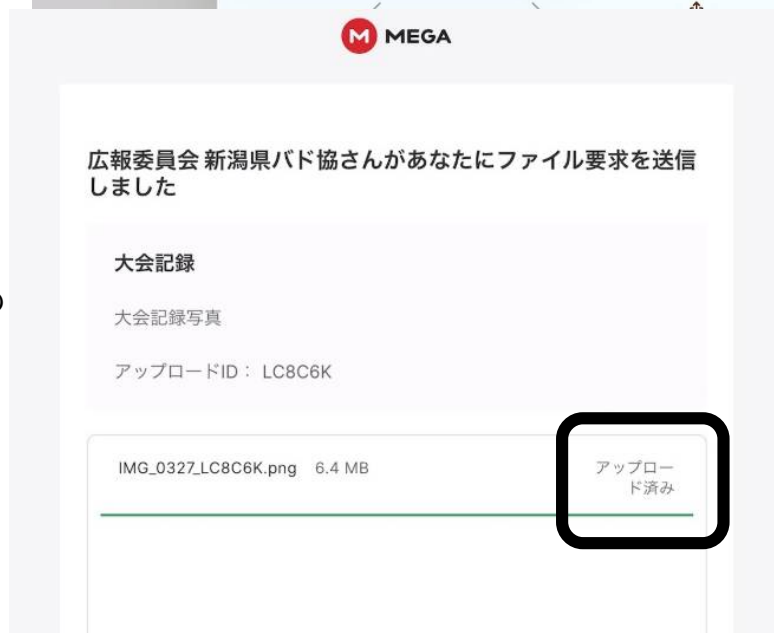 MEGA
広報委員会 新潟県バド協さんがあなたにファイル要求を送信
しました
大会記録
大会記録写真
アップロードID： LC8C6K
IMG_0327_LC8C6K.png 6.4 MB
アップロー
ド済み